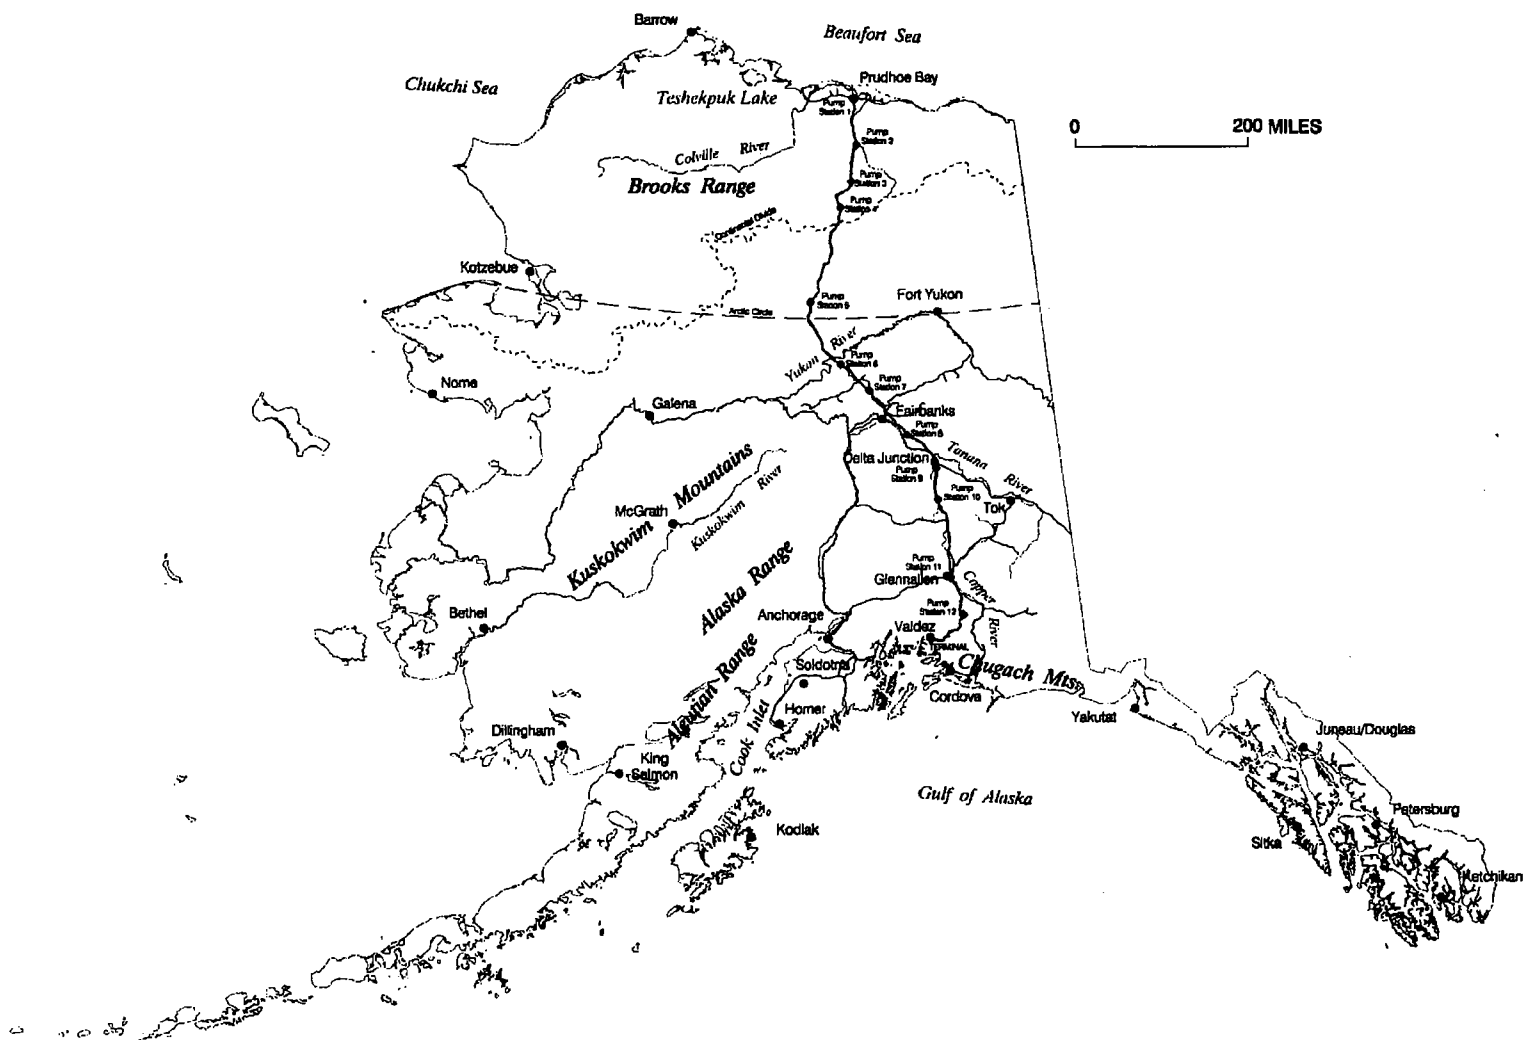 Barrow
Beaufort Sea
Chukchi Sea
Prudhoe Bay
Teshekpuk Lake
Pump
Station 1
0 200 MILES
Pump
Station 2
Colville River
Brooks Range
Pump
Station 3
Pump
Station 4
Continental Divide
Kotzebue
Pump
Station 5
Fort Yukon
Arctic Circle
Yukon River
Pump
Station 6
Pump
Station 7
Nome
Galena
Fairbanks
Pump
Station 8
Delta Junction
Pump
Station 9
Tanana River
Pump
Station 10
Tok
McGrath
Kuskokwim Mountains
Kuskokwim River
Alaska Range
Pump
Station 11
Glennallen
Copper River
Pump
Station 12
Bethel
Anchorage
Valdez
TERMINAL
Chugach Mts.
Soldotna
Cordova
Homer
Yakutat
Aleutian Range
Cook Inlet
Dillingham
King
Salmon
Juneau/Douglas
Gulf of Alaska
Petersburg
Kodiak
Sitka
Ketchikan